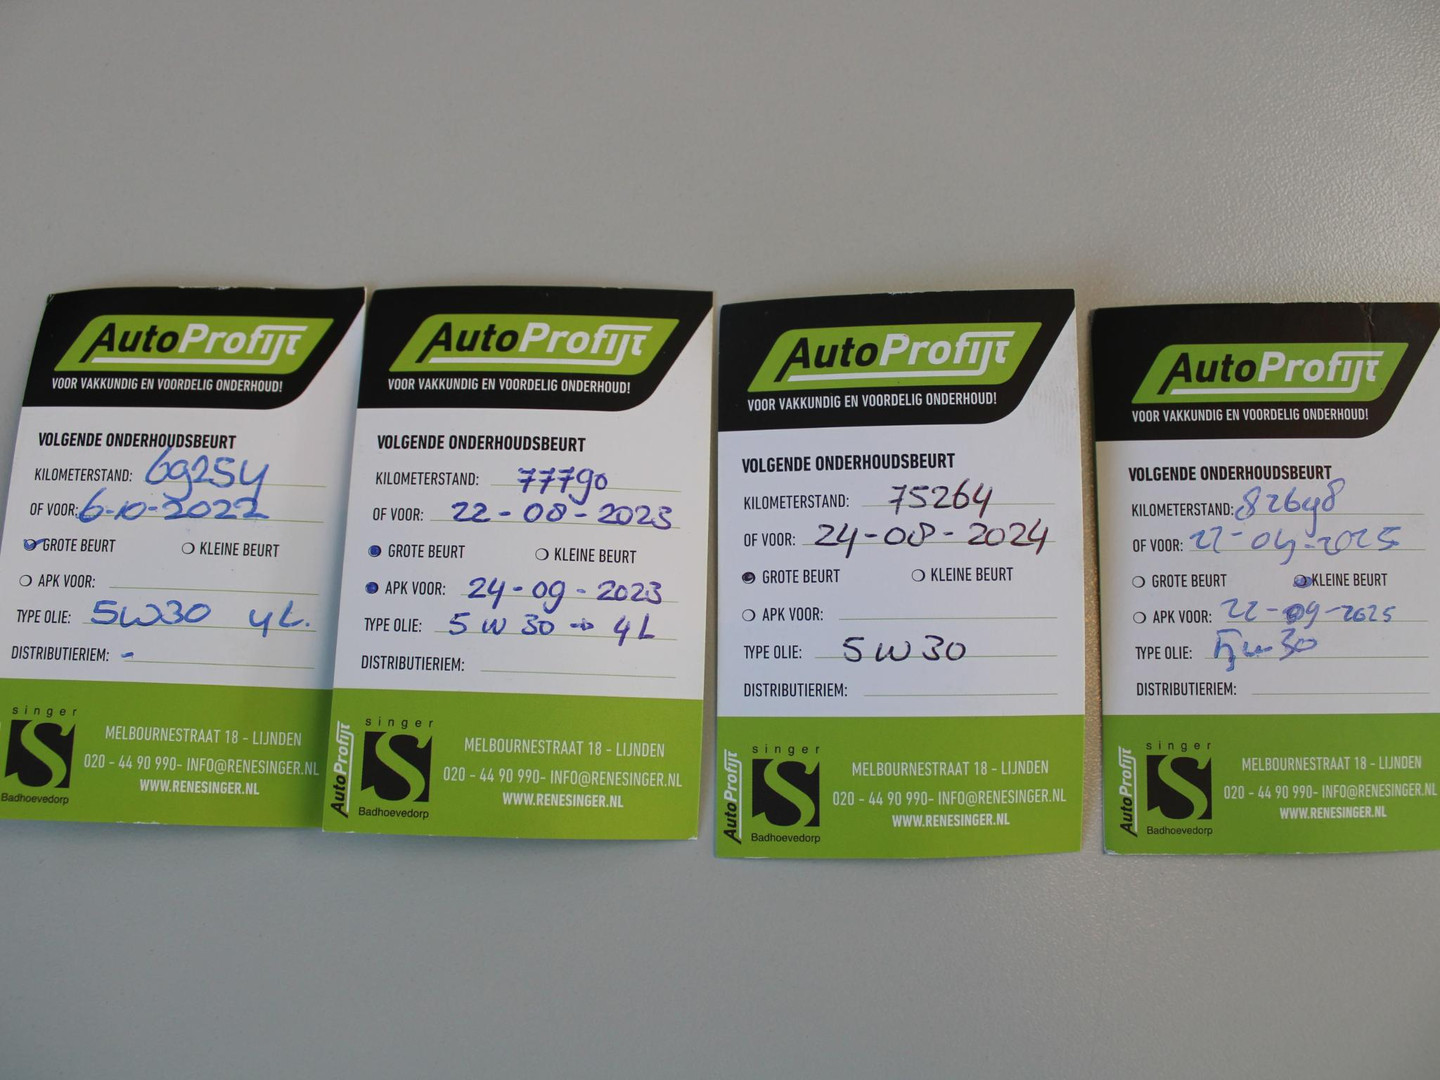 AutoProfijt
VOOR VAKKUNDIG EN VOORDELIG ONDERHOUD!
VOLGENDE ONDERHOUDSBEURT
KILOMETERSTAND: 69254
OF VOOR: 6-10-2022
GROTE BEURT KLEINE BEURT
APK VOOR:
TYPE OLIE: 5W30 4L.
DISTRIBUTIERIEM: -
singer
S
Badhoevedorp
MELBOURNESTRAAT 18 - LIJNDEN
020 - 44 90 990- INFO@RENESINGER.NL
WWW.RENESINGER.NL
AutoProfijt
VOOR VAKKUNDIG EN VOORDELIG ONDERHOUD!
VOLGENDE ONDERHOUDSBEURT
KILOMETERSTAND: 77790
OF VOOR: 22-08-2023
GROTE BEURT KLEINE BEURT
APK VOOR: 24-09-2023
TYPE OLIE: 5W30 → 4L
DISTRIBUTIERIEM:
AutoProfijt
singer
S
Badhoevedorp
MELBOURNESTRAAT 18 - LIJNDEN
020 - 44 90 990- INFO@RENESINGER.NL
WWW.RENESINGER.NL
AutoProfijt
VOOR VAKKUNDIG EN VOORDELIG ONDERHOUD!
VOLGENDE ONDERHOUDSBEURT
KILOMETERSTAND: 75264
OF VOOR: 24-08-2024
GROTE BEURT KLEINE BEURT
APK VOOR:
TYPE OLIE: 5W30
DISTRIBUTIERIEM:
AutoProfijt
singer
S
Badhoevedorp
MELBOURNESTRAAT 18 - LIJNDEN
020 - 44 90 990- INFO@RENESINGER.NL
WWW.RENESINGER.NL
AutoProfijt
VOOR VAKKUNDIG EN VOORDELIG ONDERHOUD!
VOLGENDE ONDERHOUDSBEURT
KILOMETERSTAND: 82698
OF VOOR:
GROTE BEURT KLEINE BEURT
APK VOOR: 22-09-2025
TYPE OLIE: 5w-30
DISTRIBUTIERIEM:
AutoProfijt
singer
S
Badhoevedorp
MELBOURNESTRAAT 18 - LIJNDEN
020 - 44 90 990- INFO@RENESINGER.NL
WWW.RENESINGER.NL